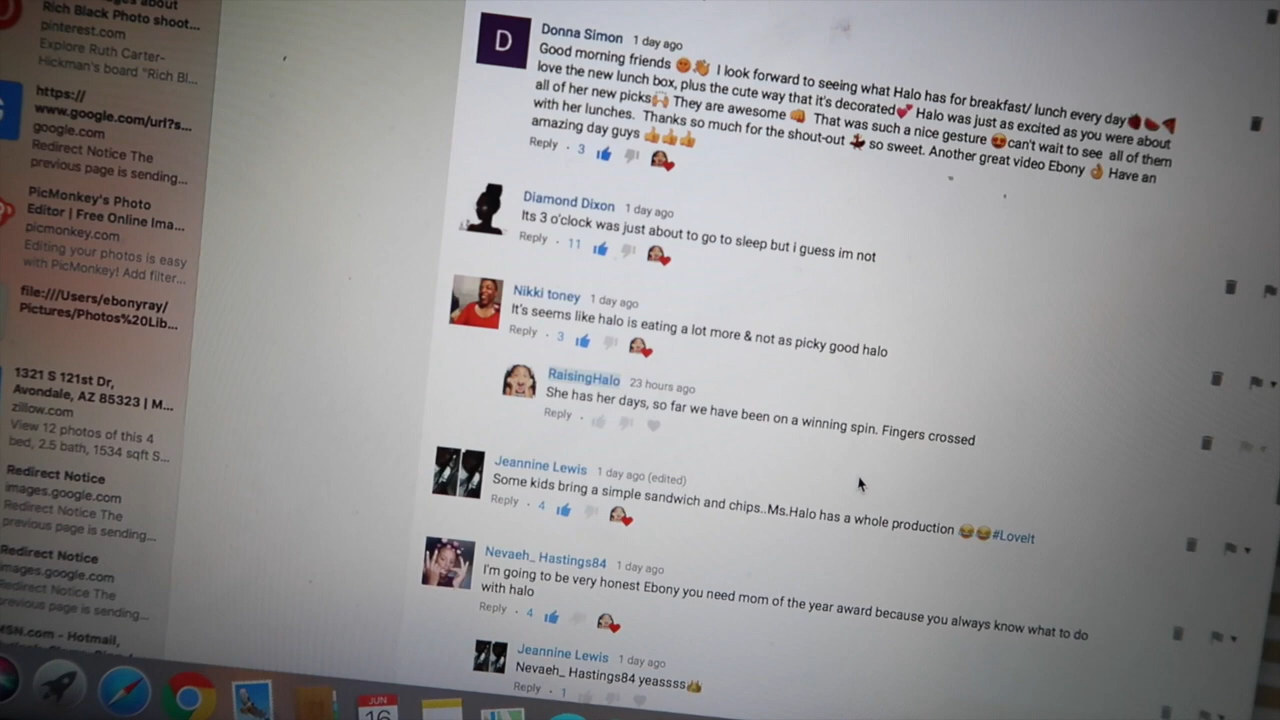 Rich Black Photo shoot...
pinterest.com
Explore Ruth Carter-
Hickman's board "Rich Bl...
https://
www.google.com/url?s...
google.com
Redirect Notice The
previous page is sending...
PicMonkey's Photo
Editor | Free Online Ima...
picmonkey.com
Editing your photos is easy
with PicMonkey! Add filter...
file:///Users/ebonyray/
Pictures/Photos%20Lib...
1321 S 121st Dr,
Avondale, AZ 85323 | M...
zillow.com
View 12 photos of this 4
bed, 2.5 bath, 1534 sqft S...
Redirect Notice
images.google.com
Redirect Notice The
previous page is sending...
Redirect Notice
images.google.com
Redirect Notice The
previous page is sending...
MSN.com - Hotmail,
D
Donna Simon 1 day ago
Good morning friends 😊👋 I look forward to seeing what Halo has for breakfast/ lunch every day🍓🍉🍕
love the new lunch box, plus the cute way that it's decorated💕 Halo was just as excited as you were about
all of her new picks🙌 They are awesome 👊 That was such a nice gesture 😍can't wait to see all of them
with her lunches. Thanks so much for the shout-out 💃 so sweet. Another great video Ebony 👌 Have an
amazing day guys 👍👍👍
Reply · 3
Diamond Dixon 1 day ago
Its 3 o'clock was just about to go to sleep but i guess im not
Reply · 11
Nikki toney 1 day ago
It's seems like halo is eating a lot more & not as picky good halo
Reply · 3
RaisingHalo 23 hours ago
She has her days, so far we have been on a winning spin. Fingers crossed
Reply ·
Jeannine Lewis 1 day ago (edited)
Some kids bring a simple sandwich and chips..Ms.Halo has a whole production 😂😂#LoveIt
Reply · 4
Nevaeh_ Hastings84 1 day ago
I'm going to be very honest Ebony you need mom of the year award because you always know what to do
with halo
Reply · 4
Jeannine Lewis 1 day ago
Nevaeh_ Hastings84 yeassss👍
Reply · 1
JUN
16